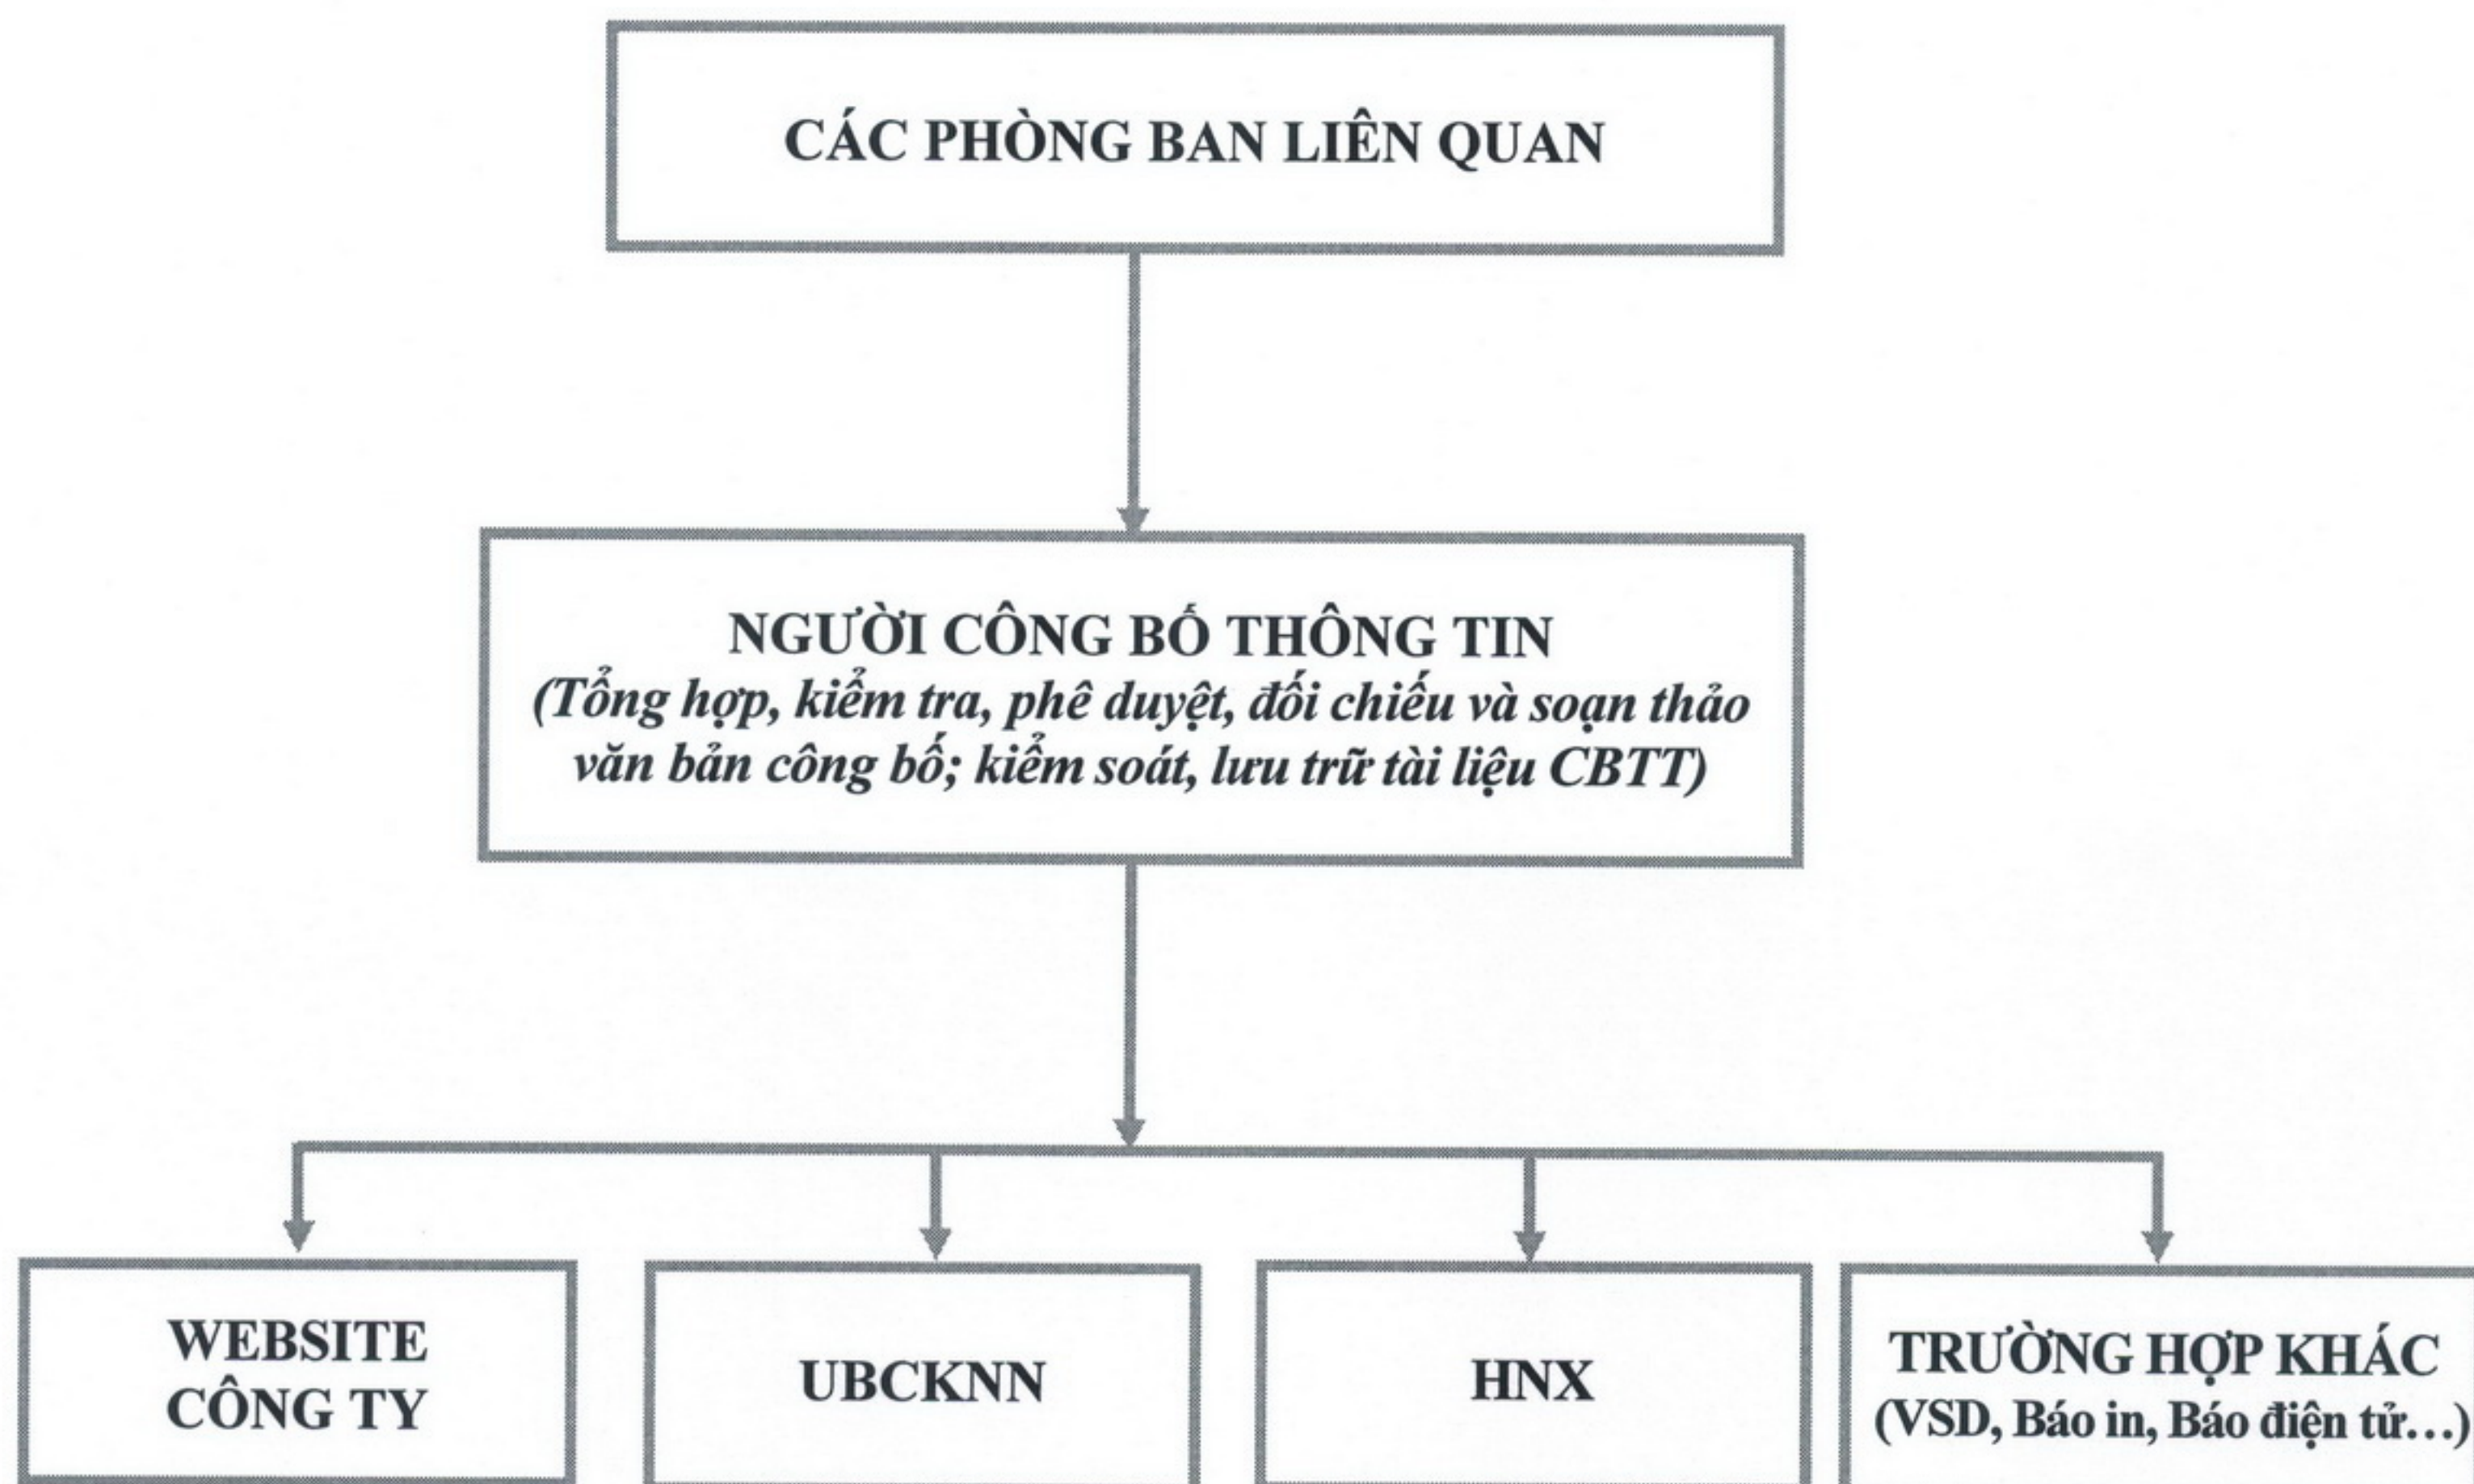 CÁC PHÒNG BAN LIÊN QUAN
NGƯỜI CÔNG BỐ THÔNG TIN
(Tổng hợp, kiểm tra, phê duyệt, đối chiếu và soạn thảo
văn bản công bố; kiểm soát, lưu trữ tài liệu CBTT)
WEBSITE
CÔNG TY
UBCKNN
HNX
TRƯỜNG HỢP KHÁC
(VSD, Báo in, Báo điện tử...)